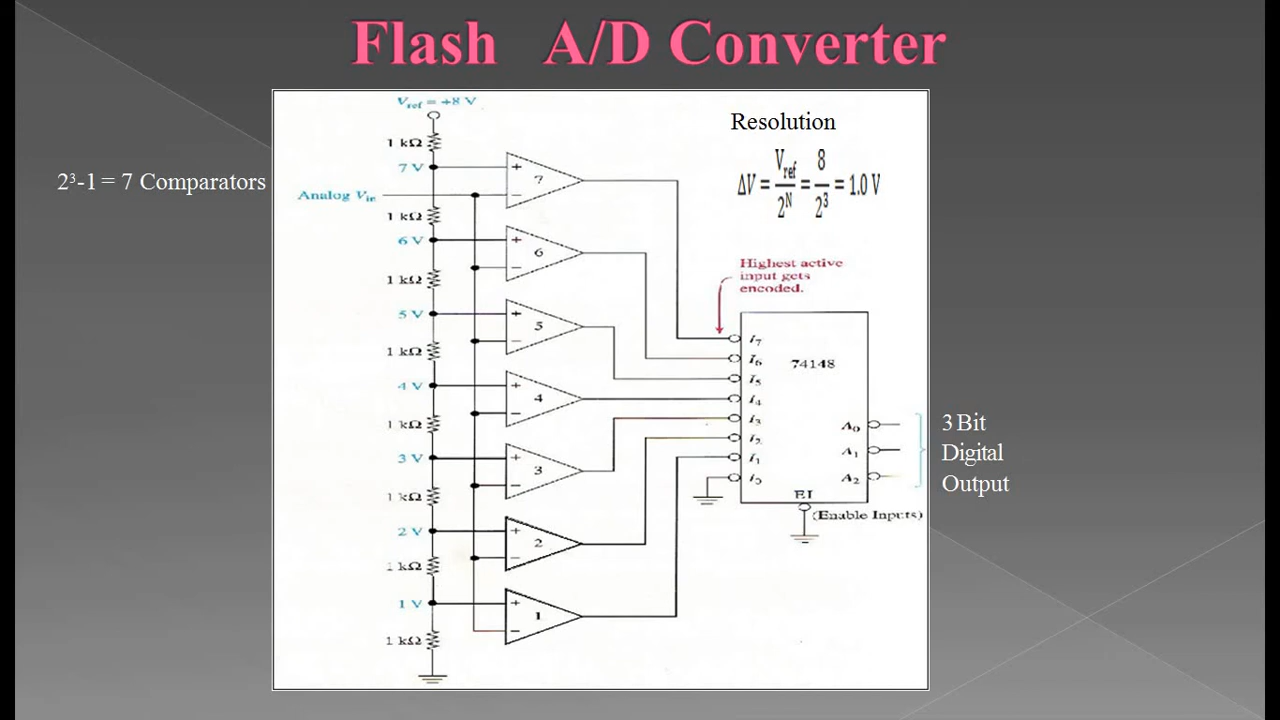 Flash A/D Converter
2³-1 = 7 Comparators
Vref = +8 V
1 kΩ
7 V
Analog Vin
1 kΩ
6 V
1 kΩ
5 V
1 kΩ
4 V
1 kΩ
3 V
1 kΩ
2 V
1 kΩ
1 V
1 kΩ
+
7
−
+
6
−
+
5
−
+
4
−
+
3
−
+
2
−
+
1
−
Resolution
ΔV = Vref/2^N = 8/2³ = 1.0 V
Highest active
input gets
encoded.
I7
I6
I5
I4
I3
I2
I1
I0
74148
A0
A1
A2
EI
(Enable Inputs)
3 Bit
Digital
Output